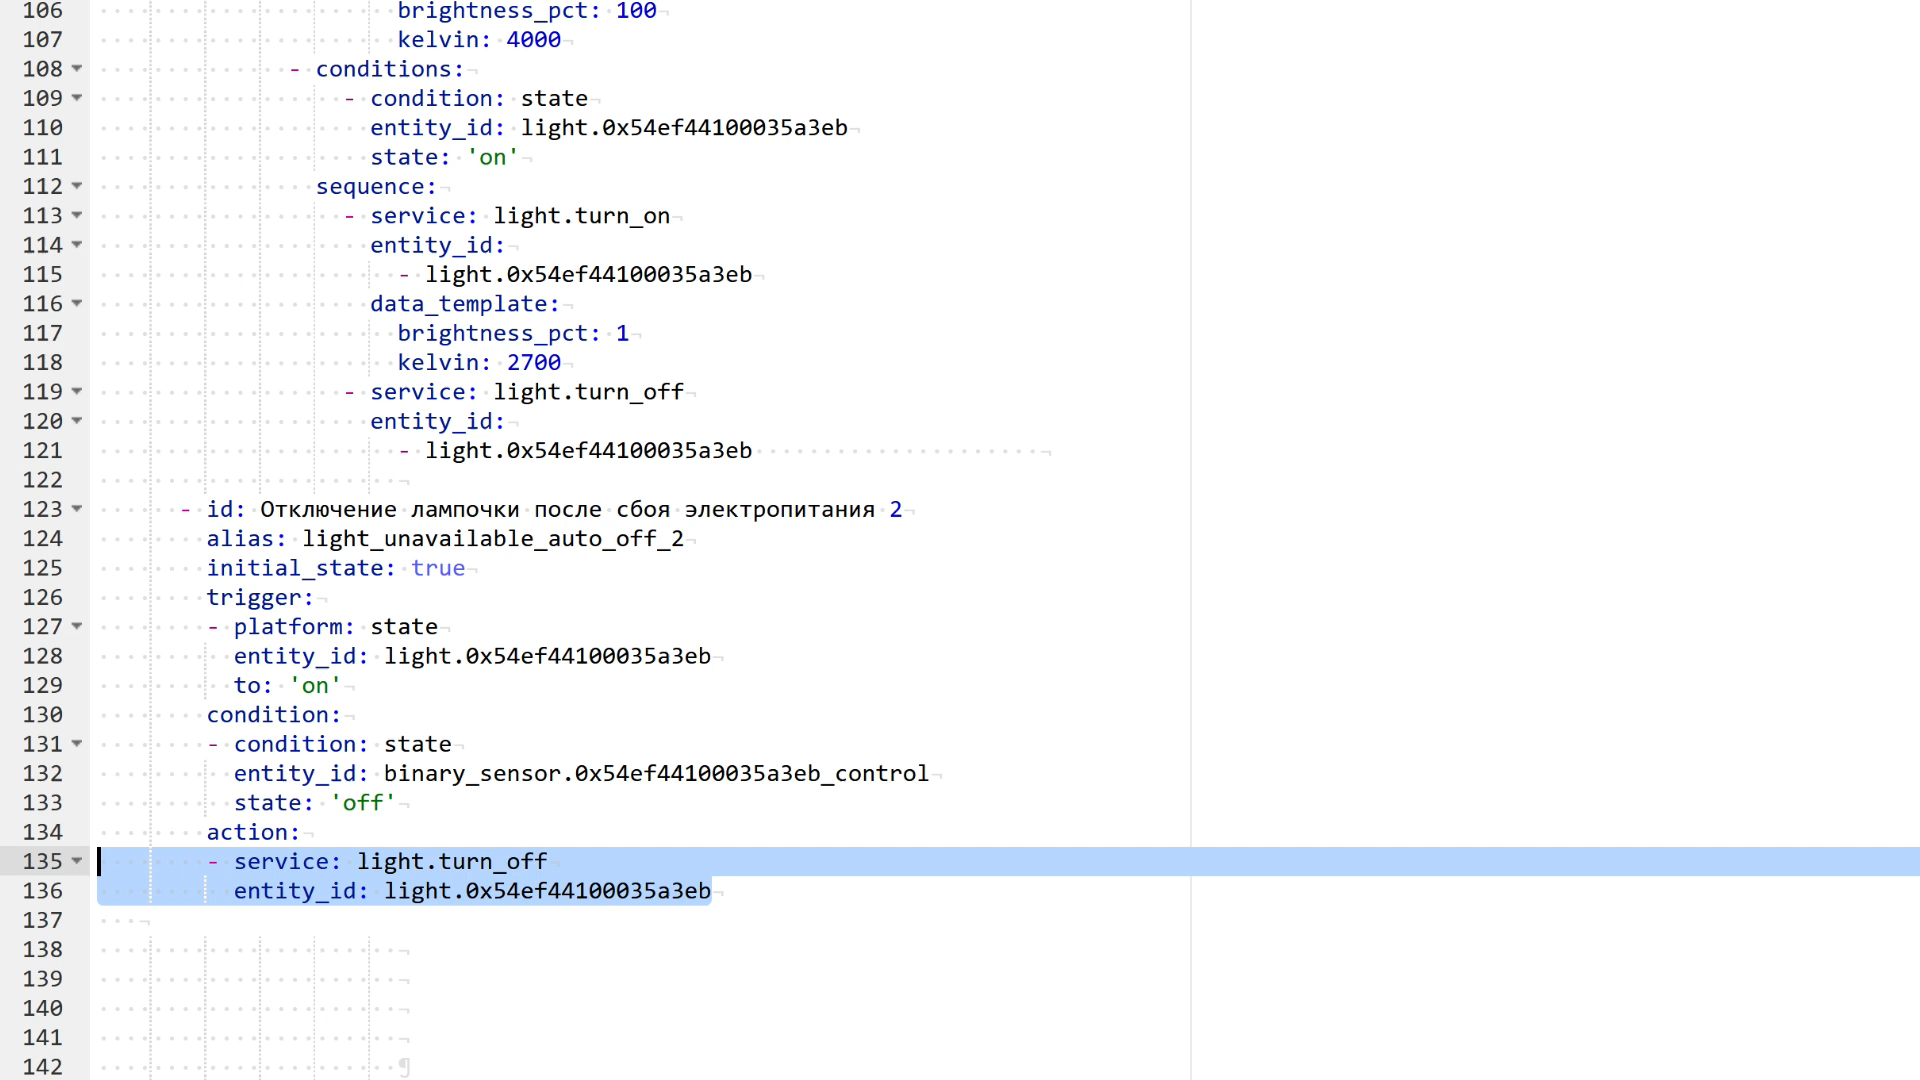 106 brightness_pct: 100
107 kelvin: 4000
108 - conditions:
109 - condition: state
110 entity_id: light.0x54ef44100035a3eb
111 state: 'on'
112 sequence:
113 - service: light.turn_on
114 entity_id:
115 - light.0x54ef44100035a3eb
116 data_template:
117 brightness_pct: 1
118 kelvin: 2700
119 - service: light.turn_off
120 entity_id:
121 - light.0x54ef44100035a3eb
122
123 - id: Отключение лампочки после сбоя электропитания 2
124 alias: light_unavailable_auto_off_2
125 initial_state: true
126 trigger:
127 - platform: state
128 entity_id: light.0x54ef44100035a3eb
129 to: 'on'
130 condition:
131 - condition: state
132 entity_id: binary_sensor.0x54ef44100035a3eb_control
133 state: 'off'
134 action:
135 - service: light.turn_off
136 entity_id: light.0x54ef44100035a3eb
137
138
139
140
141
142